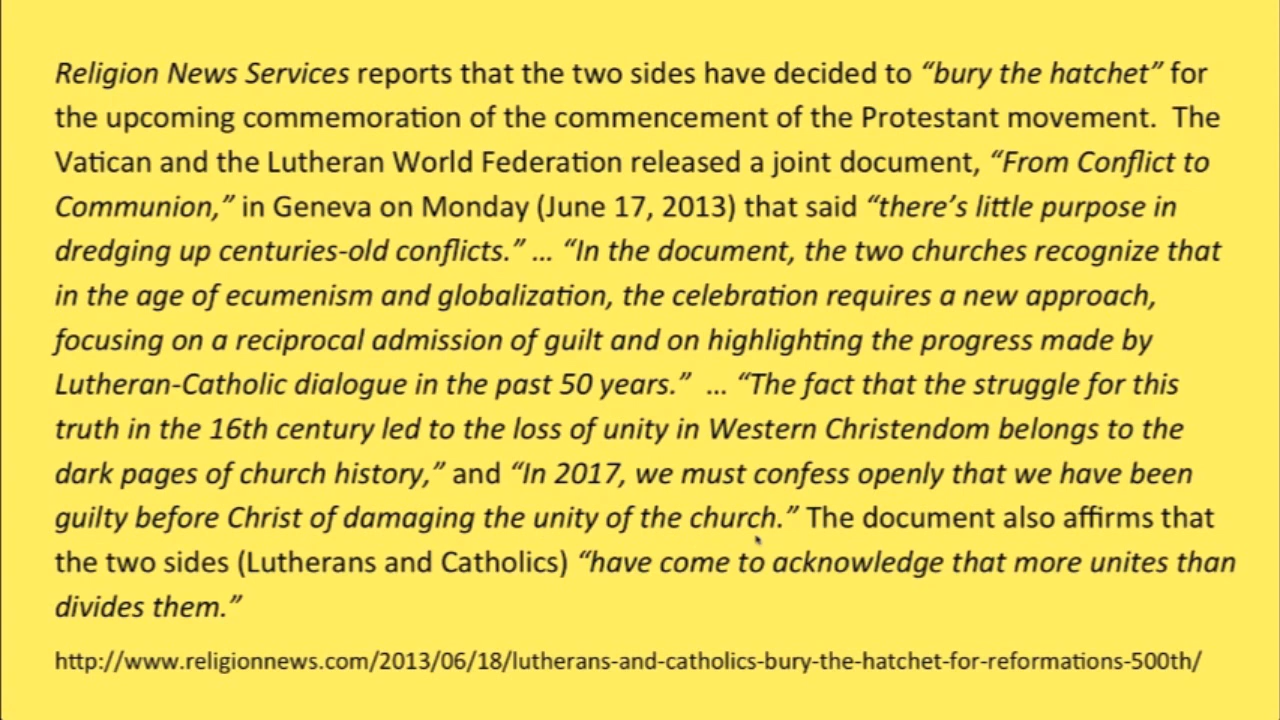 Religion News Services reports that the two sides have decided to “bury the hatchet” for
the upcoming commemoration of the commencement of the Protestant movement.  The
Vatican and the Lutheran World Federation released a joint document, “From Conflict to
Communion,” in Geneva on Monday (June 17, 2013) that said “there’s little purpose in
dredging up centuries-old conflicts.” … “In the document, the two churches recognize that
in the age of ecumenism and globalization, the celebration requires a new approach,
focusing on a reciprocal admission of guilt and on highlighting the progress made by
Lutheran-Catholic dialogue in the past 50 years.”  … “The fact that the struggle for this
truth in the 16th century led to the loss of unity in Western Christendom belongs to the
dark pages of church history,” and “In 2017, we must confess openly that we have been
guilty before Christ of damaging the unity of the church.” The document also affirms that
the two sides (Lutherans and Catholics) “have come to acknowledge that more unites than
divides them.”
http://www.religionnews.com/2013/06/18/lutherans-and-catholics-bury-the-hatchet-for-reformations-500th/